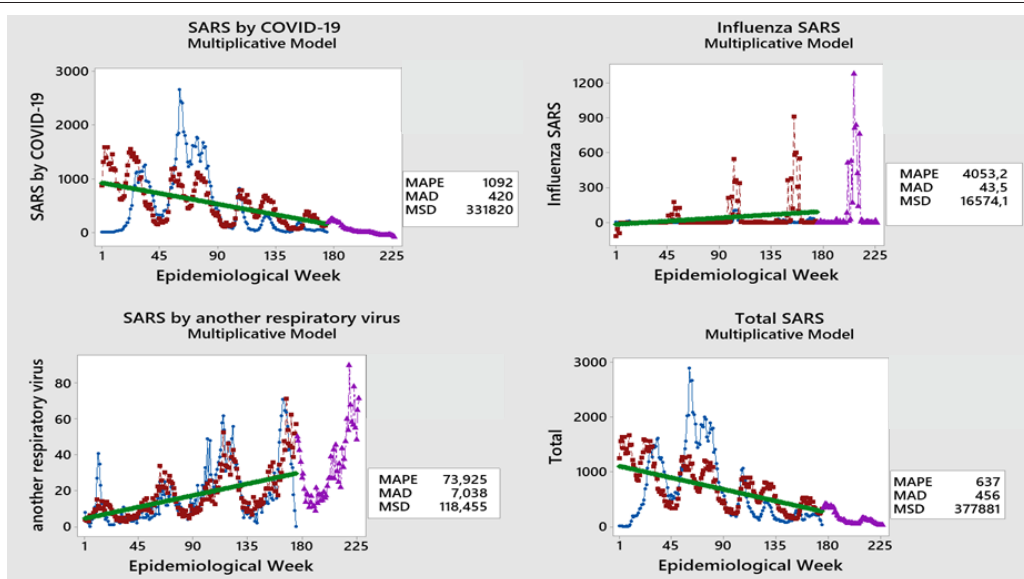 SARS by COVID-19
Multiplicative Model
SARS by COVID-19
3000
2000
1000
0
1 45 90 135 180 225
Epidemiological Week
MAPE 1092
MAD 420
MSD 331820
Influenza SARS
Multiplicative Model
Influenza SARS
1200
900
600
300
0
1 45 90 135 180 225
Epidemiological Week
MAPE 4053,2
MAD 43,5
MSD 16574,1
SARS by another respiratory virus
Multiplicative Model
another respiratory virus
80
60
40
20
0
1 45 90 135 180 225
Epidemiological Week
MAPE 73,925
MAD 7,038
MSD 118,455
Total SARS
Multiplicative Model
Total
3000
2000
1000
0
1 45 90 135 180 225
Epidemiological Week
MAPE 637
MAD 456
MSD 377881